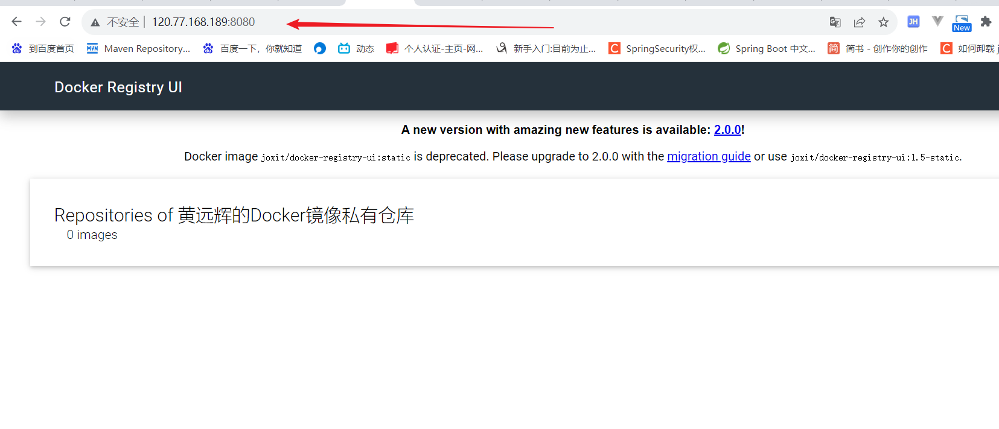 不安全 | 120.77.168.189:8080
JH
New
到百度首页 MVN Maven Repository... 百度一下，你就知道 动态 个人认证-主页-网... 新手入门:目前为止... C SpringSecurity权... Spring Boot 中文... 简 简书 - 创作你的创作 C 如何卸载 j
Docker Registry UI
A new version with amazing new features is available: 2.0.0!
Docker image joxit/docker-registry-ui:static is deprecated. Please upgrade to 2.0.0 with the migration guide or use joxit/docker-registry-ui:1.5-static.
Repositories of 黄远辉的Docker镜像私有仓库
0 images